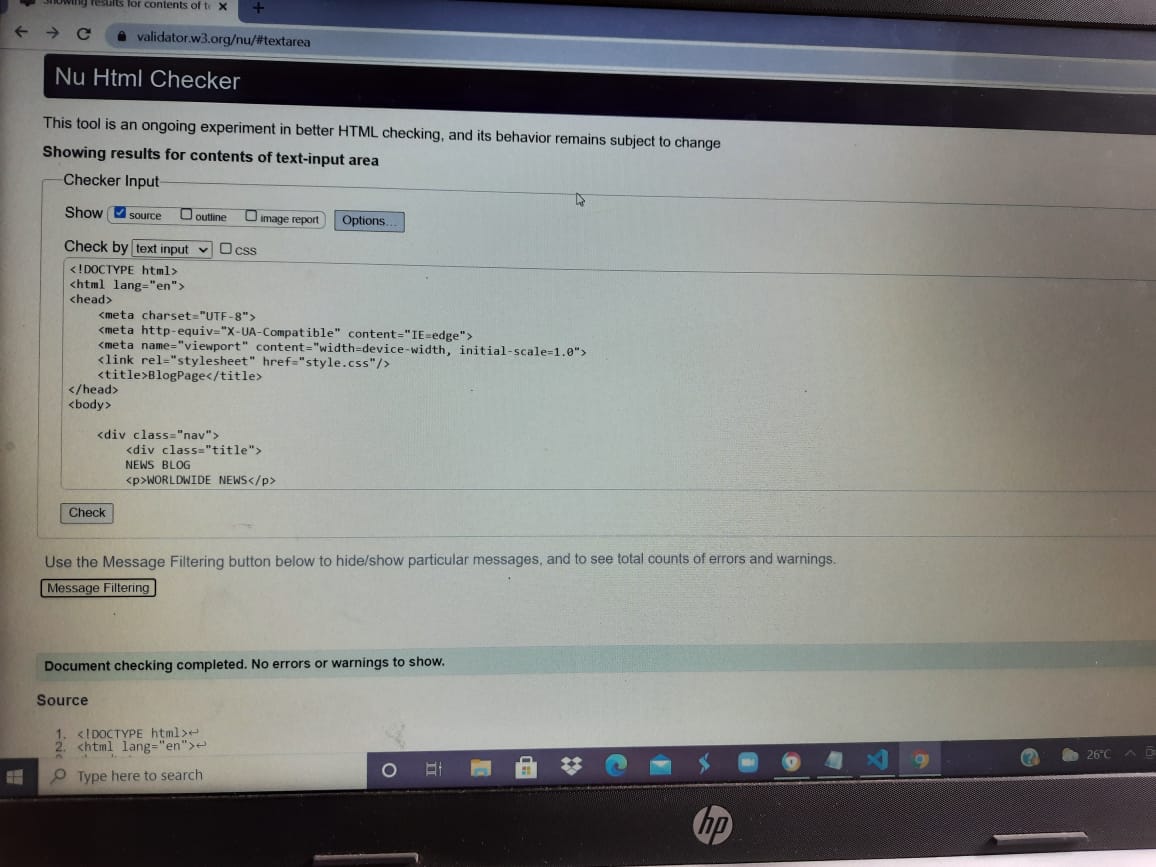 Showing results for contents of t
validator.w3.org/nu/#textarea
Nu Html Checker
This tool is an ongoing experiment in better HTML checking, and its behavior remains subject to change
Showing results for contents of text-input area
Checker Input
Show source outline image report Options...
Check by text input css
<!DOCTYPE html>
<html lang="en">
<head>
<meta charset="UTF-8">
<meta http-equiv="X-UA-Compatible" content="IE=edge">
<meta name="viewport" content="width=device-width, initial-scale=1.0">
<link rel="stylesheet" href="style.css"/>
<title>BlogPage</title>
</head>
<body>
<div class="nav">
<div class="title">
NEWS BLOG
<p>WORLDWIDE NEWS</p>
Check
Use the Message Filtering button below to hide/show particular messages, and to see total counts of errors and warnings.
Message Filtering
Document checking completed. No errors or warnings to show.
Source
1. <!DOCTYPE html>↩
2. <html lang="en">↩
Type here to search
26°C
hp